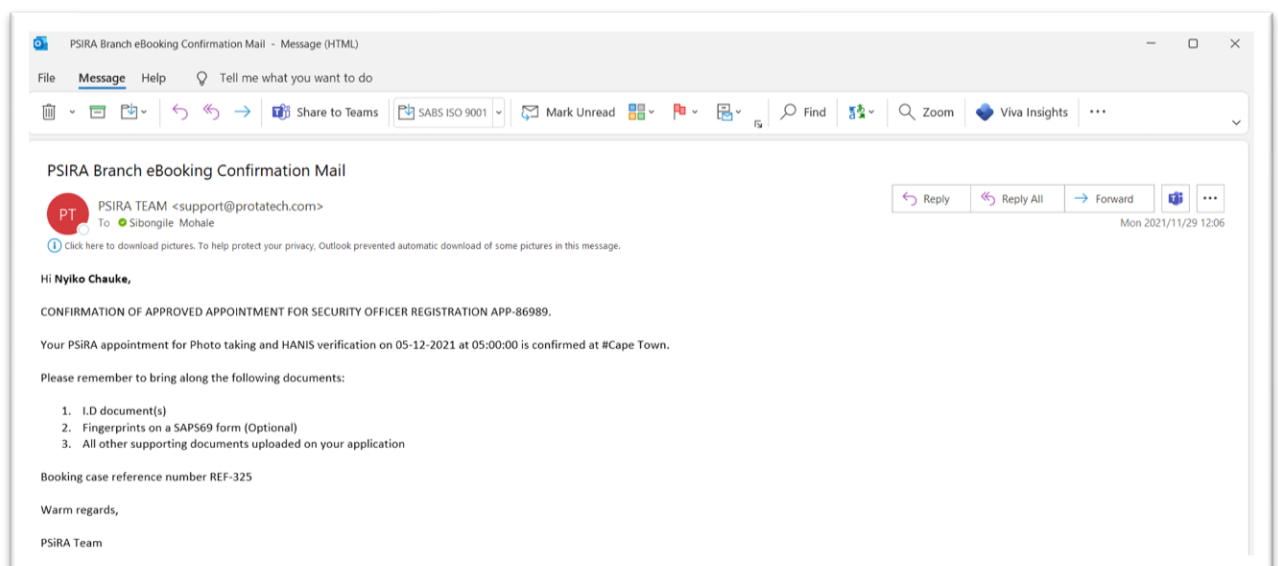 PSIRA Branch eBooking Confirmation Mail - Message (HTML)
File Message Help Tell me what you want to do
Share to Teams SABS ISO 9001 Mark Unread Find Zoom Viva Insights
PSIRA Branch eBooking Confirmation Mail
PT
PSIRA TEAM <support@protatech.com>
To Sibongile Mohale
Reply Reply All Forward
Mon 2021/11/29 12:06
Click here to download pictures. To help protect your privacy, Outlook prevented automatic download of some pictures in this message.
Hi Nyiko Chauke,
CONFIRMATION OF APPROVED APPOINTMENT FOR SECURITY OFFICER REGISTRATION APP-86989.
Your PSiRA appointment for Photo taking and HANIS verification on 05-12-2021 at 05:00:00 is confirmed at #Cape Town.
Please remember to bring along the following documents:
1. I.D document(s)
2. Fingerprints on a SAPS69 form (Optional)
3. All other supporting documents uploaded on your application
Booking case reference number REF-325
Warm regards,
PSiRA Team